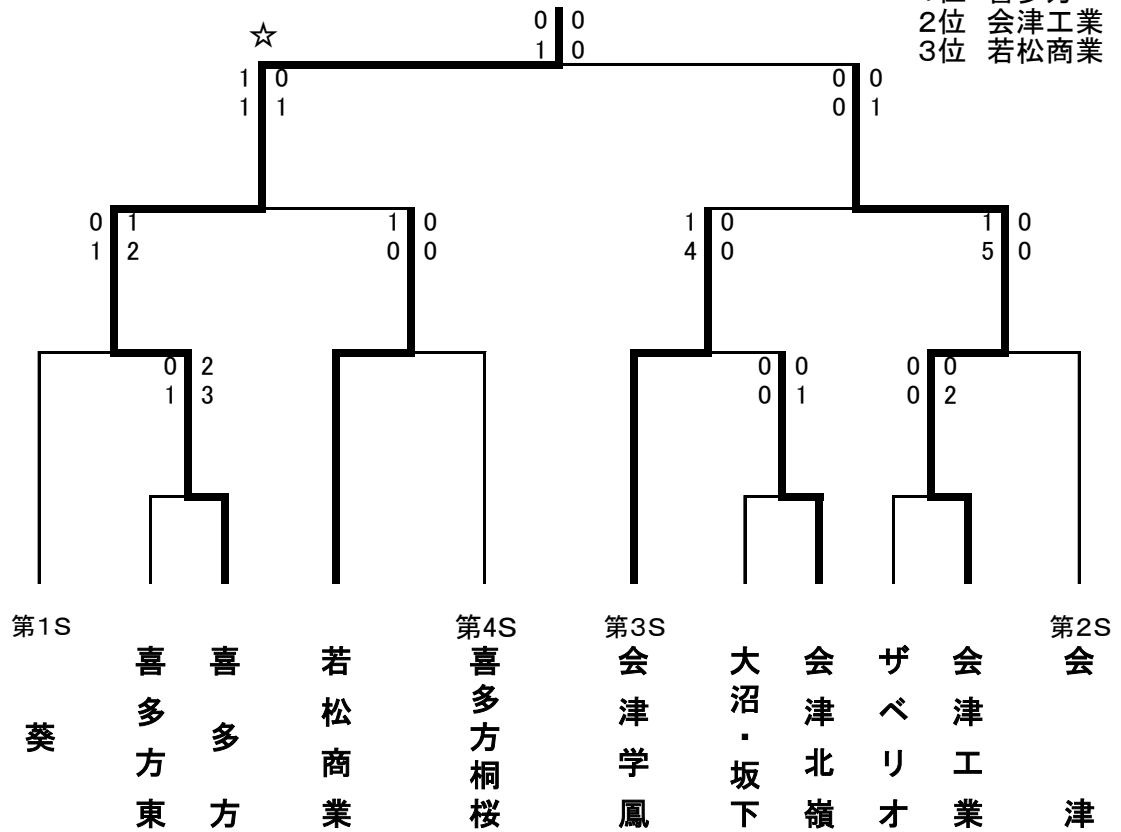 1位 喜多方
2位 会津工業
3位 若松商業
☆
0 0
1 0
1 0
1 1
0 0
0 1
0 1
1 2
1 0
0 0
1 0
4 0
1 0
5 0
0 2
1 3
0 0
0 1
0 0
0 2
第1S
第4S
第3S
第2S
葵
喜多方東
喜多方
若松商業
喜多方桐桜
会津学鳳
大沼・坂下
会津北嶺
ザベリオ
会津工業
会津